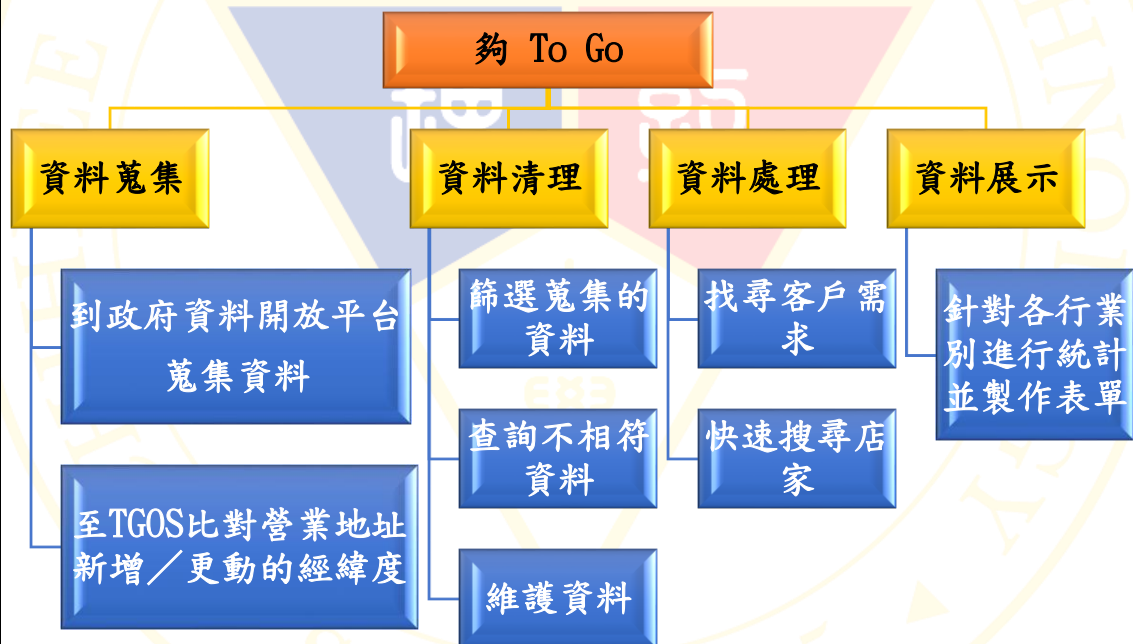 夠 To Go
資料蒐集
資料清理
資料處理
資料展示
到政府資料開放平台
蒐集資料
至TGOS比對營業地址
新增／更動的經緯度
篩選蒐集的
資料
查詢不相符
資料
維護資料
找尋客戶需
求
快速搜尋店
家
針對各行業
別進行統計
並製作表單